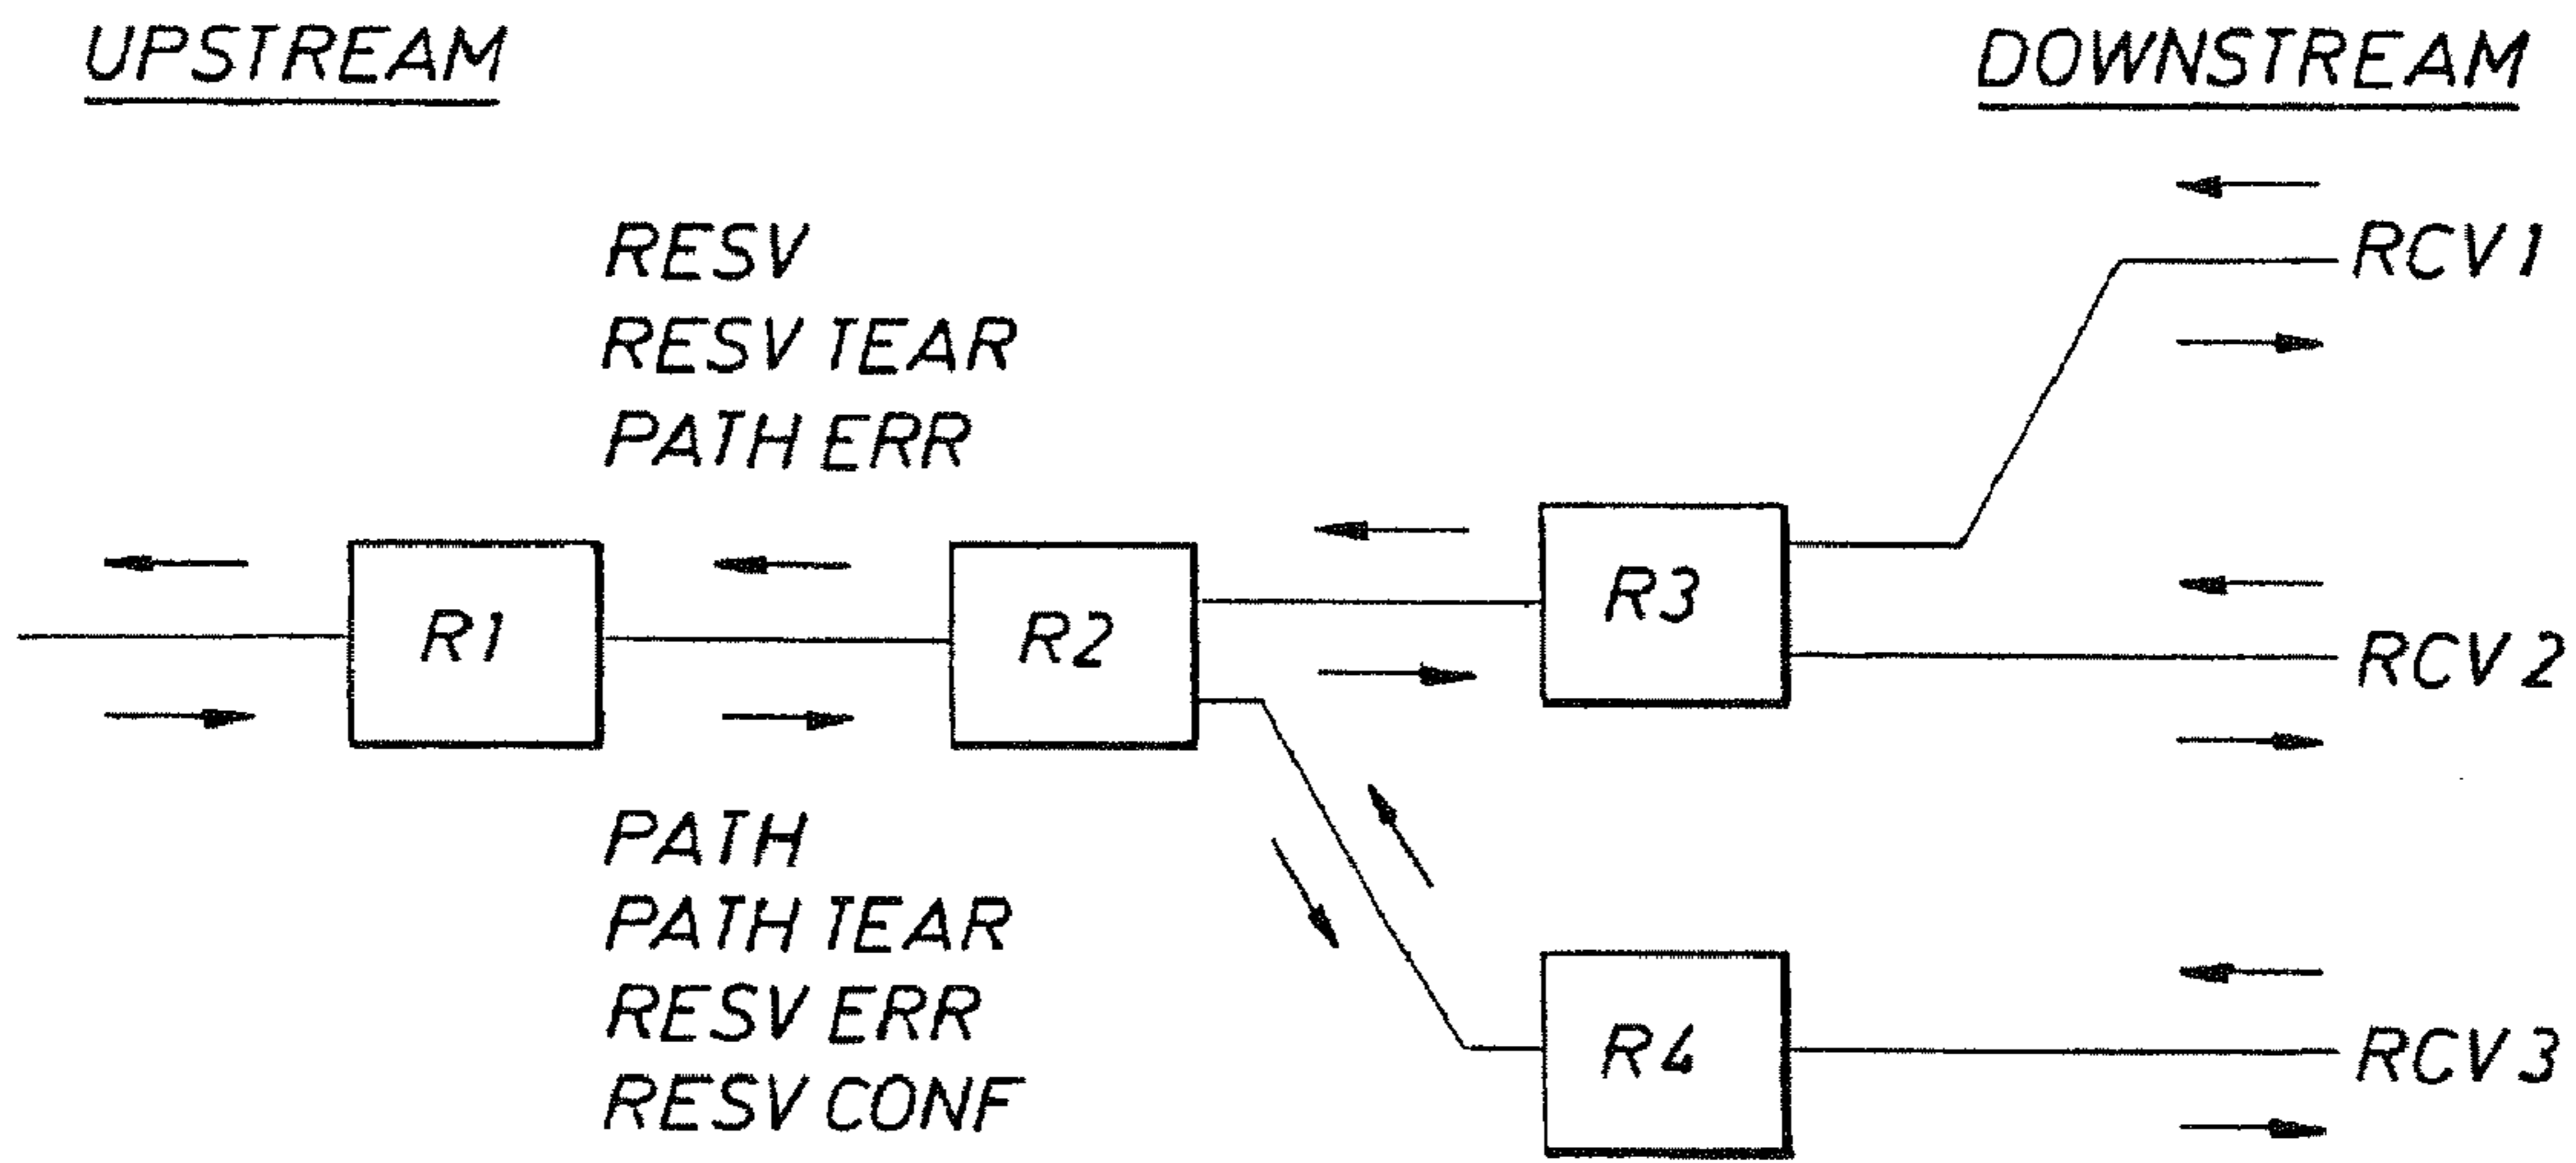 UPSTREAM
DOWNSTREAM
RESV
RESV TEAR
PATH ERR
RCV 1
R1
R2
R3
RCV 2
PATH
PATH TEAR
RESV ERR
RESV CONF
R4
RCV 3